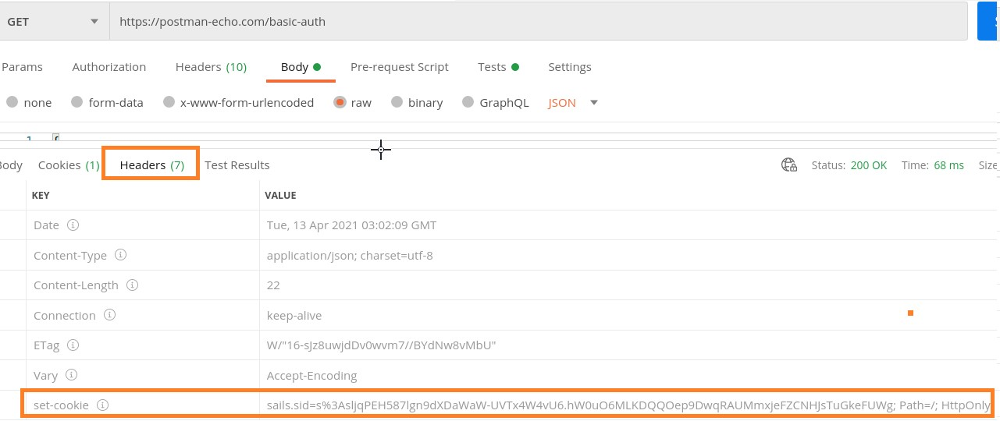 GET https://postman-echo.com/basic-auth
Params Authorization Headers (10) Body Pre-request Script Tests Settings
none form-data x-www-form-urlencoded raw binary GraphQL JSON
Body Cookies (1) Headers (7) Test Results Status: 200 OK Time: 68 ms Size
KEY VALUE
Date Tue, 13 Apr 2021 03:02:09 GMT
Content-Type application/json; charset=utf-8
Content-Length 22
Connection keep-alive
ETag W/"16-sJz8uwjdDv0wvm7//BYdNw8vMbU"
Vary Accept-Encoding
set-cookie sails.sid=s%3AsljqPEH587lgn9dXDaWaW-UVTx4W4vU6.hW0uO6MLKDQQOep9DwqRAUMmxjeFZCNHJsTuGkeFUWg; Path=/; HttpOnly